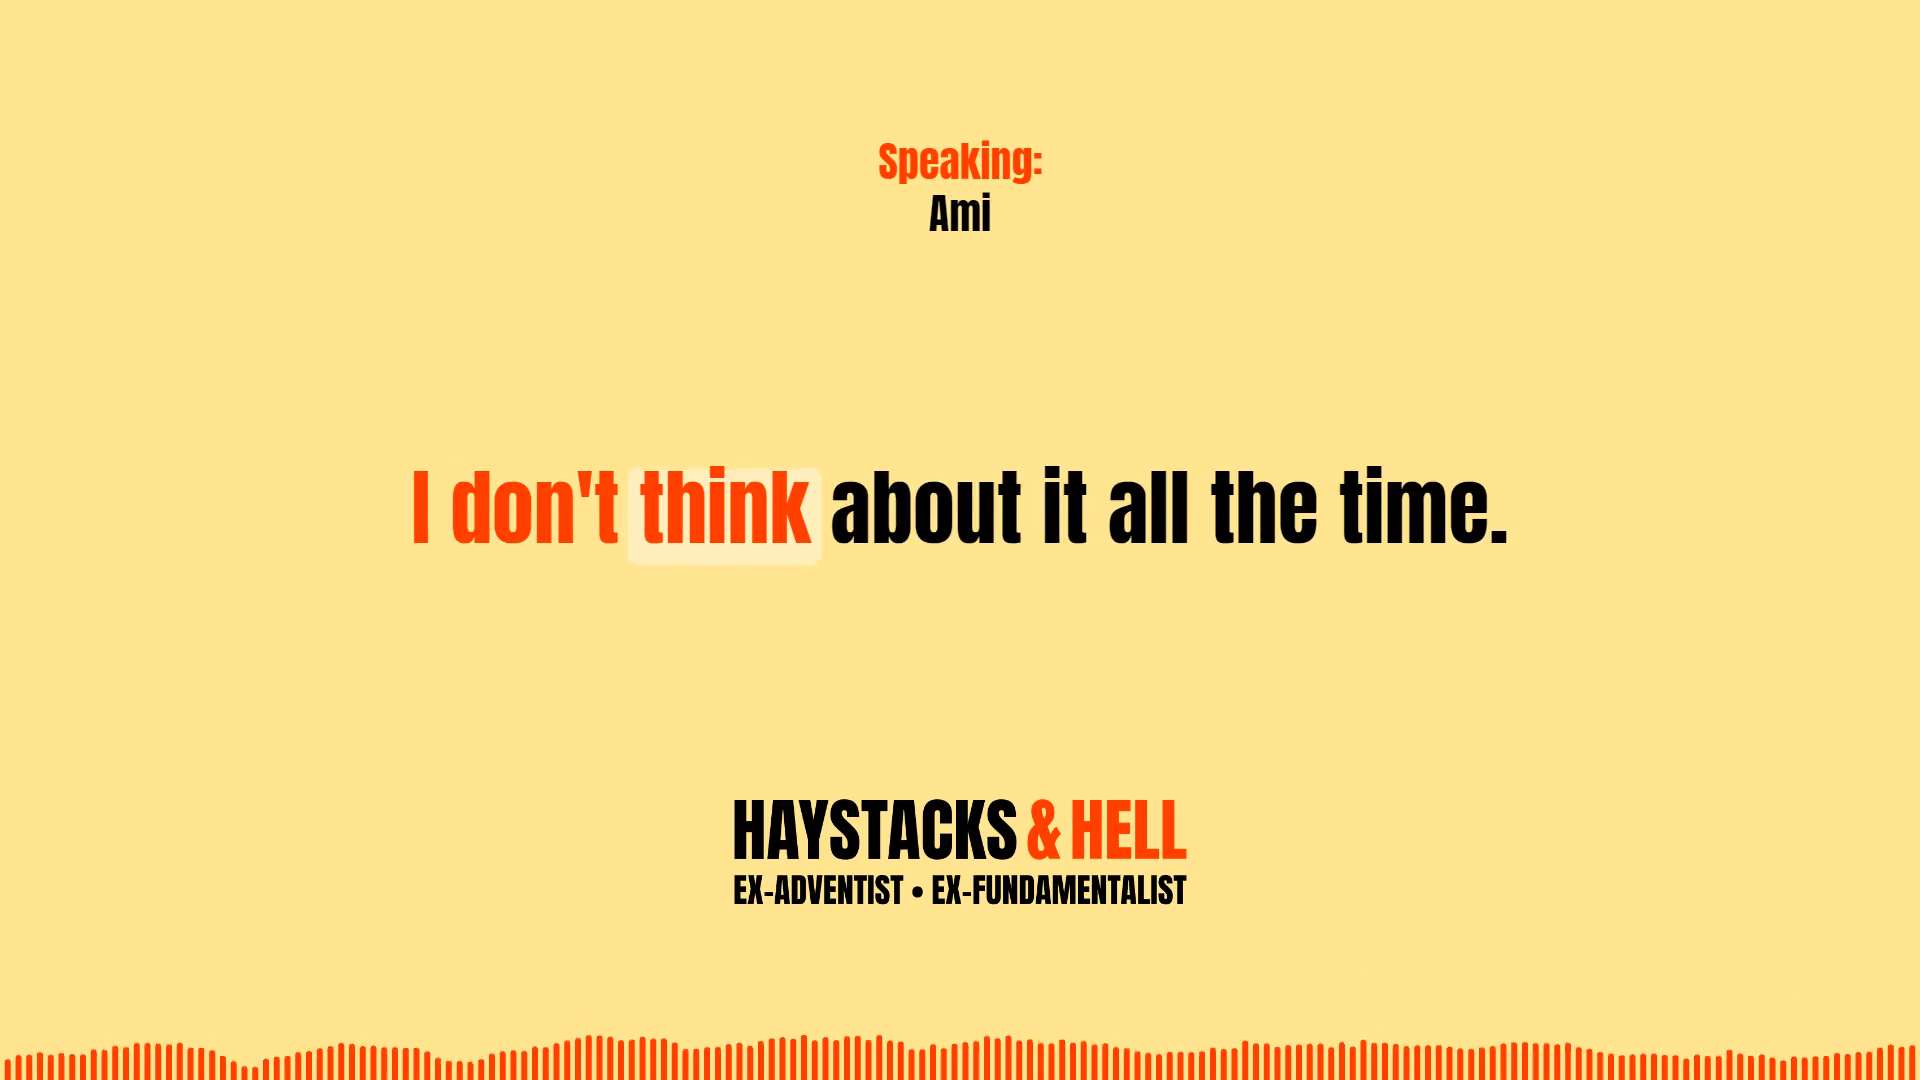 Speaking:
Ami
I don't think about it all the time.
HAYSTACKS & HELL
EX-ADVENTIST • EX-FUNDAMENTALIST